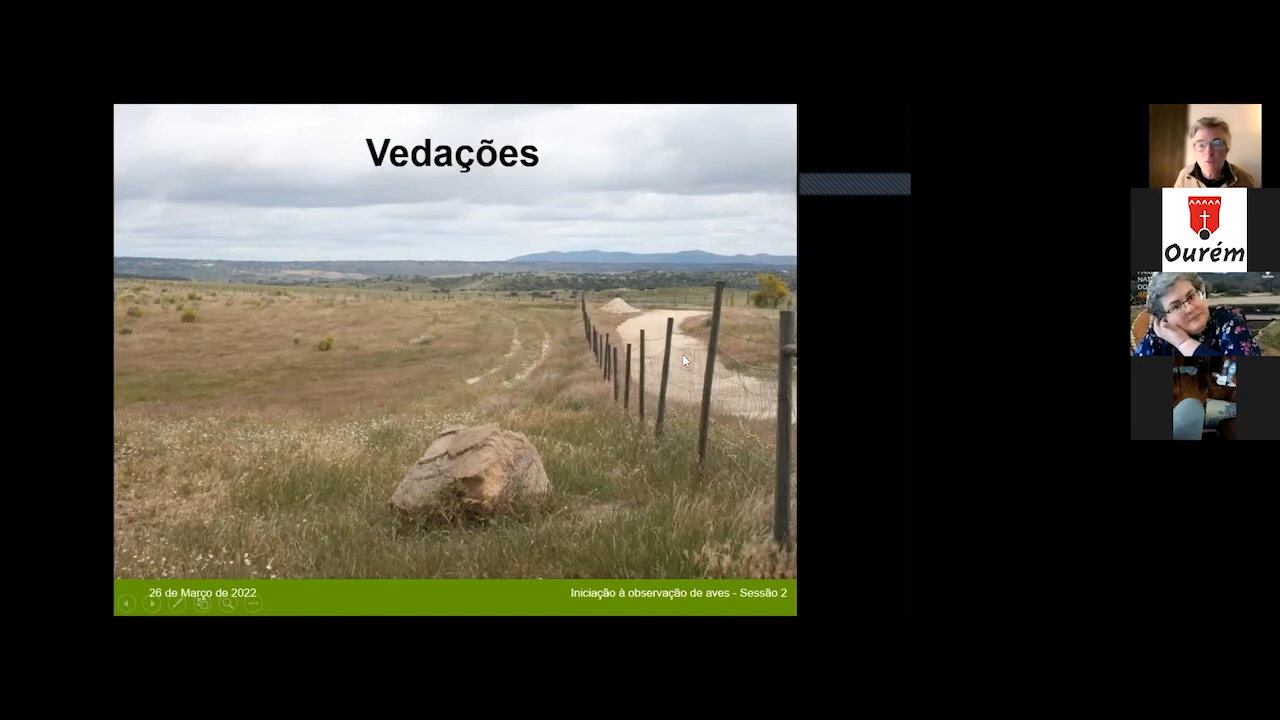 Vedações
26 de Março de 2022
Iniciação à observação de aves - Sessão 2
Ourém